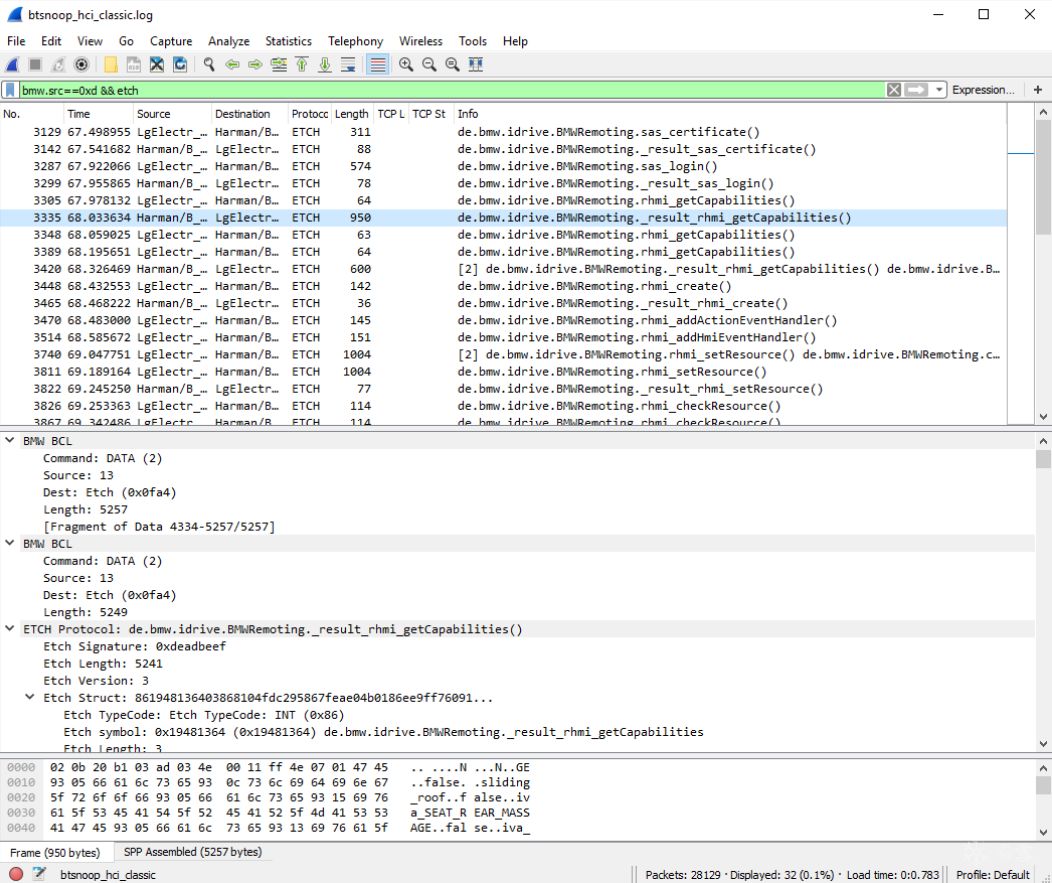 btsnoop_hci_classic.log
File Edit View Go Capture Analyze Statistics Telephony Wireless Tools Help
bmw.src==0xd && etch
Expression… +
No. Time Source Destination Protocc Length TCP L TCP St Info
3129 67.498955 LgElectr_… Harman/B… ETCH 311 de.bmw.idrive.BMWRemoting.sas_certificate()
3142 67.541682 Harman/B_… LgElectr… ETCH 88 de.bmw.idrive.BMWRemoting._result_sas_certificate()
3287 67.922066 LgElectr_… Harman/B… ETCH 574 de.bmw.idrive.BMWRemoting.sas_login()
3299 67.955865 Harman/B_… LgElectr… ETCH 78 de.bmw.idrive.BMWRemoting._result_sas_login()
3305 67.978132 LgElectr_… Harman/B… ETCH 64 de.bmw.idrive.BMWRemoting.rhmi_getCapabilities()
3335 68.033634 Harman/B_… LgElectr… ETCH 950 de.bmw.idrive.BMWRemoting._result_rhmi_getCapabilities()
3348 68.059025 LgElectr_… Harman/B… ETCH 63 de.bmw.idrive.BMWRemoting.rhmi_getCapabilities()
3389 68.195651 LgElectr_… Harman/B… ETCH 64 de.bmw.idrive.BMWRemoting.rhmi_getCapabilities()
3420 68.326469 Harman/B_… LgElectr… ETCH 600 [2] de.bmw.idrive.BMWRemoting._result_rhmi_getCapabilities() de.bmw.idrive.B…
3448 68.432553 LgElectr_… Harman/B… ETCH 142 de.bmw.idrive.BMWRemoting.rhmi_create()
3465 68.468222 Harman/B_… LgElectr… ETCH 36 de.bmw.idrive.BMWRemoting._result_rhmi_create()
3470 68.483000 LgElectr_… Harman/B… ETCH 145 de.bmw.idrive.BMWRemoting.rhmi_addActionEventHandler()
3514 68.585672 LgElectr_… Harman/B… ETCH 151 de.bmw.idrive.BMWRemoting.rhmi_addHmiEventHandler()
3740 69.047751 LgElectr_… Harman/B… ETCH 1004 [2] de.bmw.idrive.BMWRemoting.rhmi_setResource() de.bmw.idrive.BMWRemoting.c…
3811 69.189164 LgElectr_… Harman/B… ETCH 1004 de.bmw.idrive.BMWRemoting.rhmi_setResource()
3822 69.245250 Harman/B_… LgElectr… ETCH 77 de.bmw.idrive.BMWRemoting._result_rhmi_setResource()
3826 69.253363 LgElectr_… Harman/B… ETCH 114 de.bmw.idrive.BMWRemoting.rhmi_checkResource()
3867 69.342486 LgElectr_… Harman/B… ETCH 114 de.bmw.idrive.BMWRemoting.rhmi_checkResource()
BMW BCL
Command: DATA (2)
Source: 13
Dest: Etch (0x0fa4)
Length: 5257
[Fragment of Data 4334-5257/5257]
BMW BCL
Command: DATA (2)
Source: 13
Dest: Etch (0x0fa4)
Length: 5249
ETCH Protocol: de.bmw.idrive.BMWRemoting._result_rhmi_getCapabilities()
Etch Signature: 0xdeadbeef
Etch Length: 5241
Etch Version: 3
Etch Struct: 861948136403868104fdc295867feae04b0186ee9ff76091...
Etch TypeCode: Etch TypeCode: INT (0x86)
Etch symbol: 0x19481364 (0x19481364) de.bmw.idrive.BMWRemoting._result_rhmi_getCapabilities
Etch Length: 3
0000 02 0b 20 b1 03 ad 03 4e 00 11 ff 4e 07 01 47 45 .. ....N ...N..GE
0010 93 05 66 61 6c 73 65 93 0c 73 6c 69 64 69 6e 67 ..false. .sliding
0020 5f 72 6f 6f 66 93 05 66 61 6c 73 65 93 15 69 76 _roof..f alse..iv
0030 61 5f 53 45 41 54 5f 52 45 41 52 5f 4d 41 53 53 a_SEAT_R EAR_MASS
0040 41 47 45 93 05 66 61 6c 73 65 93 13 69 76 61 5f AGE..fal se..iva_
Frame (950 bytes) SPP Assembled (5257 bytes)
btsnoop_hci_classic
Packets: 28129 · Displayed: 32 (0.1%) · Load time: 0:0.783
Profile: Default